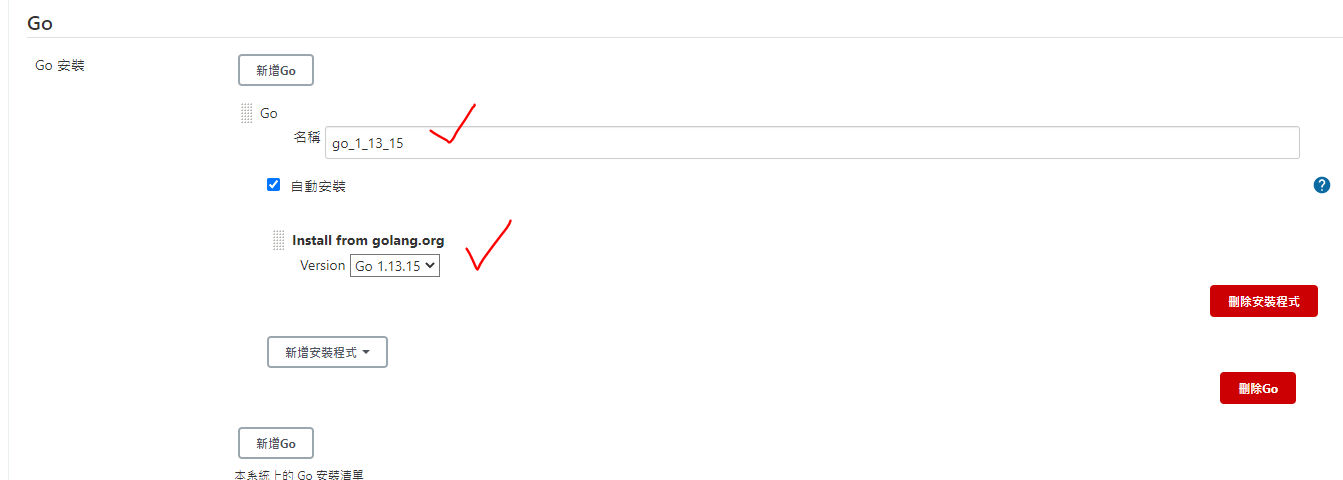 Go
Go 安裝
新增Go
Go
名稱 go_1_13_15
自動安裝
?
Install from golang.org
Version Go 1.13.15
刪除安裝程式
新增安裝程式
刪除Go
新增Go
本系統上的 Go 安裝清單